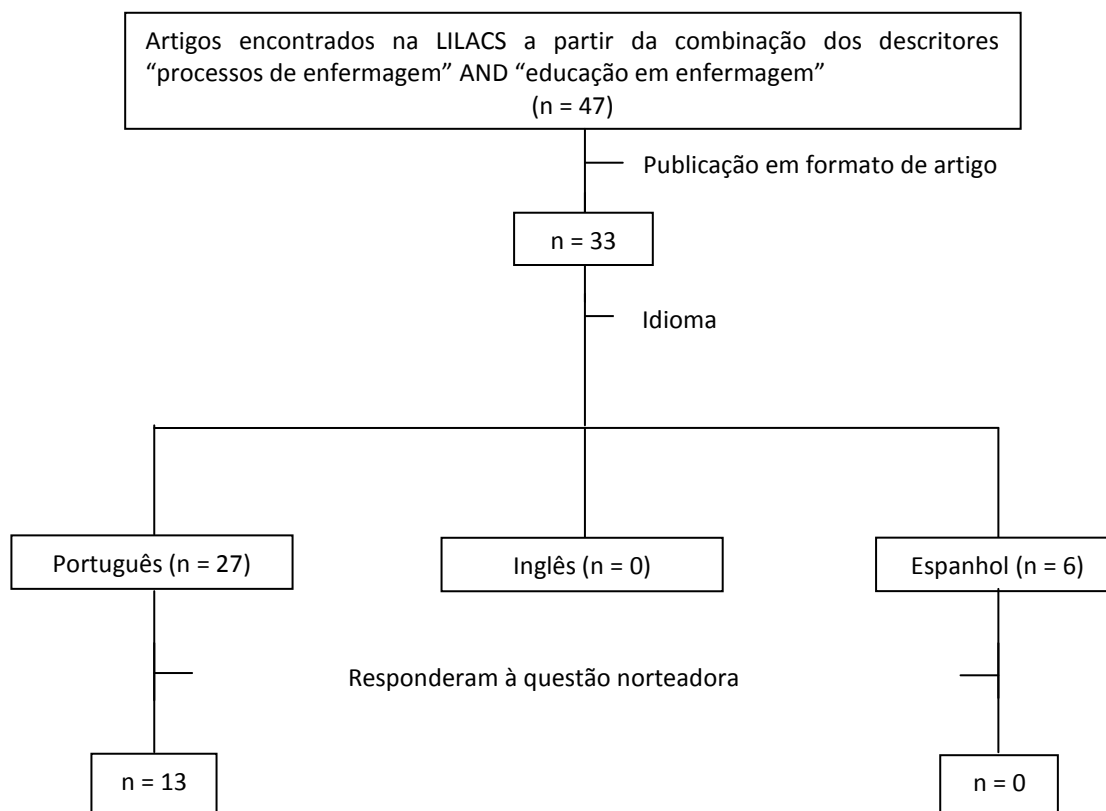 Artigos encontrados na LILACS a partir da combinação dos descritores
“processos de enfermagem” AND “educação em enfermagem”
(n = 47)
Publicação em formato de artigo
n = 33
Idioma
Português (n = 27)
Inglês (n = 0)
Espanhol (n = 6)
Responderam à questão norteadora
n = 13
n = 0